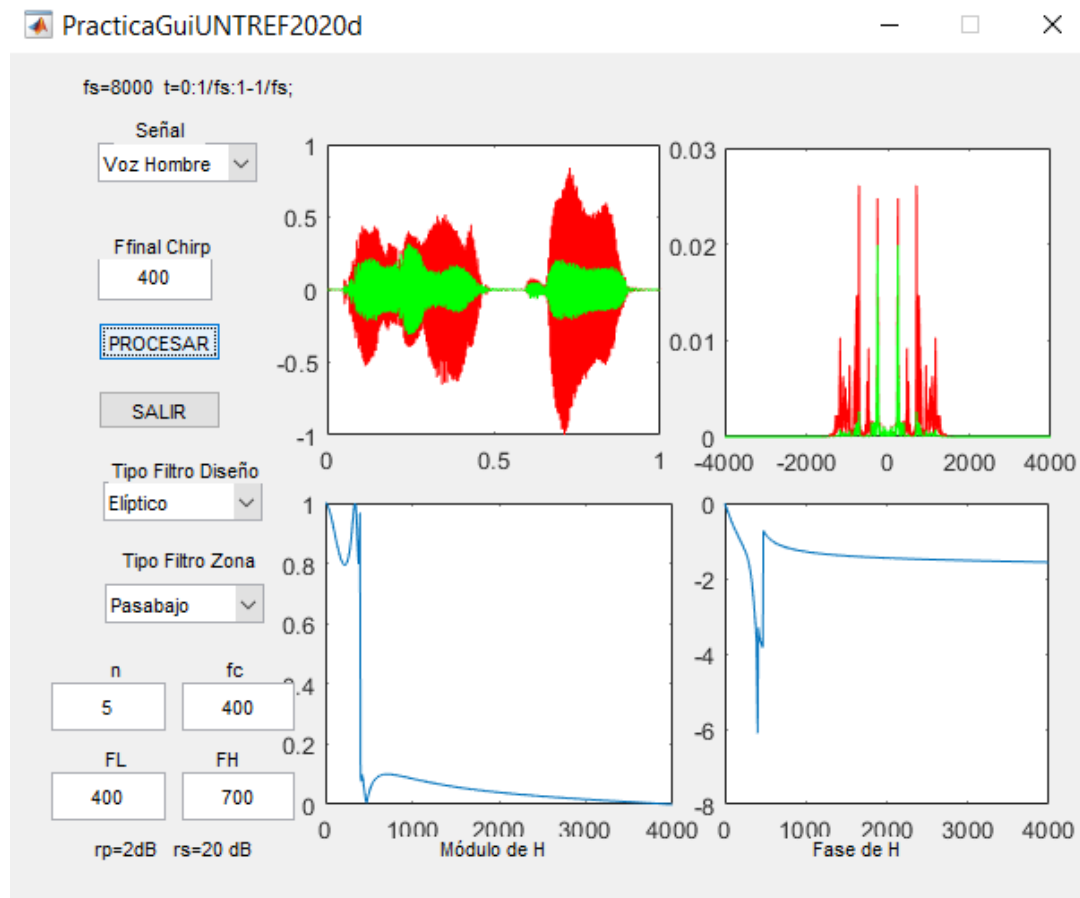 PracticaGuiUNTREF2020d
fs=8000 t=0:1/fs:1-1/fs;
Señal
Voz Hombre
Ffinal Chirp
400
PROCESAR
SALIR
Tipo Filtro Diseño
Elíptico
Tipo Filtro Zona
Pasabajo
n fc
5 400
FL FH
400 700
rp=2dB rs=20 dB
1
0.5
0
-0.5
-1
0 0.5 1
0.03
0.02
0.01
0
-4000 -2000 0 2000 4000
1
0.8
0.6
.4
0.2
0
0 1000 2000 3000 4000
Módulo de H
0
-2
-4
-6
-8
0 1000 2000 3000 4000
Fase de H